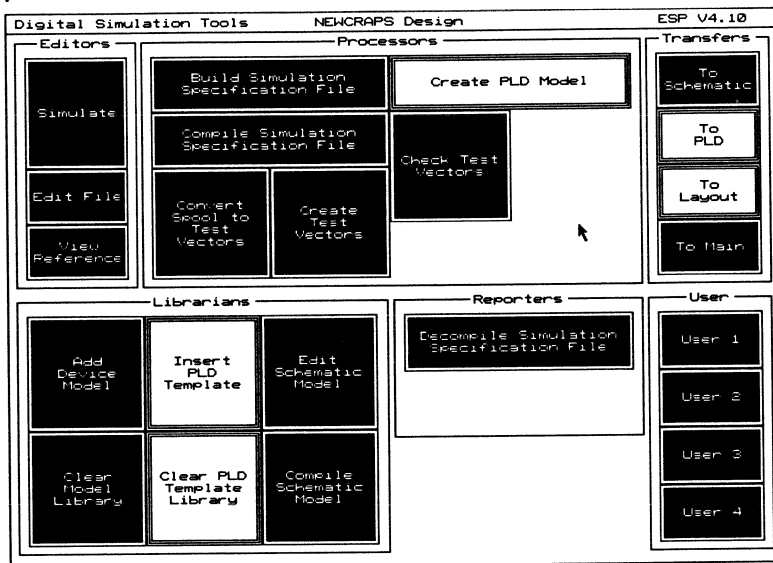 Digital Simulation Tools NEWCRAPS Design ESP V4.10
Editors
Simulate
Edit File
View
Reference
Processors
Build Simulation
Specification File
Create PLD Model
Compile Simulation
Specification File
Check Test
Vectors
Convert
Spool to
Test
Vectors
Create
Test
Vectors
Transfers
To
Schematic
To
PLD
To
Layout
To Main
Librarians
Add
Device
Model
Insert
PLD
Template
Edit
Schematic
Model
Clear
Model
Library
Clear PLD
Template
Library
Compile
Schematic
Model
Reporters
Decompile Simulation
Specification File
User
User 1
User 2
User 3
User 4